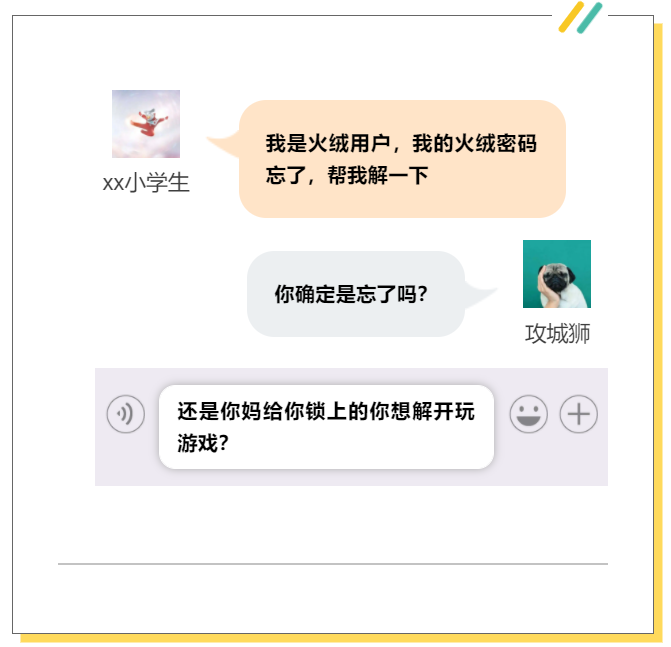 我是火绒用户，我的火绒密码
忘了，帮我解一下
xx小学生
你确定是忘了吗？
攻城狮
还是你妈给你锁上的你想解开玩
游戏？